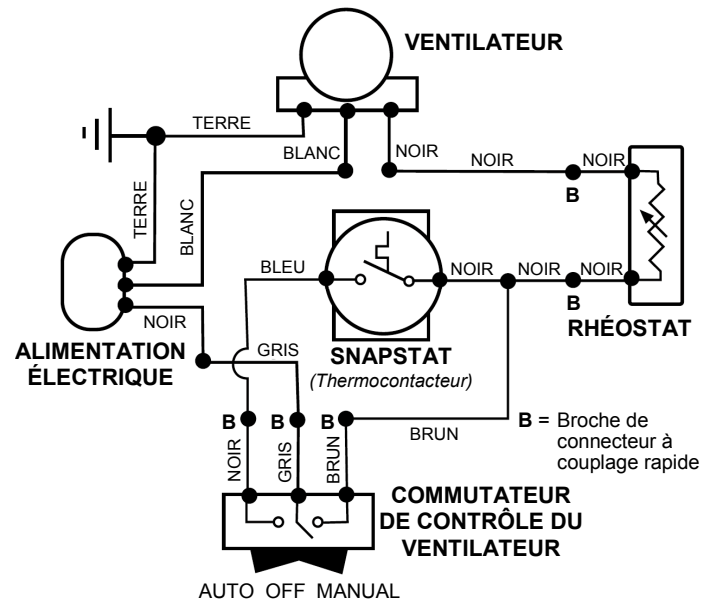 VENTILATEUR
TERRE
BLANC
NOIR
NOIR
NOIR
B
TERRE
BLANC
BLEU
NOIR
NOIR
NOIR
B
RHÉOSTAT
NOIR
ALIMENTATION
ÉLECTRIQUE
GRIS
SNAPSTAT
(Thermocontacteur)
B
B
B
BRUN
B = Broche de
connecteur à
couplage rapide
NOIR
GRIS
BRUN
COMMUTATEUR
DE CONTRÔLE DU
VENTILATEUR
AUTO OFF MANUAL